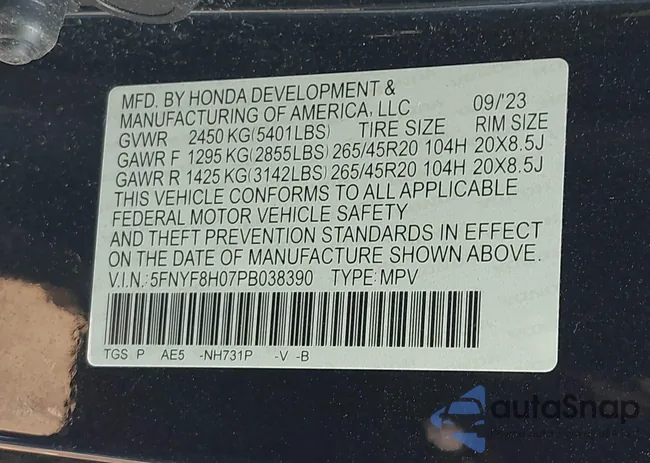 MFD. BY HONDA DEVELOPMENT &
MANUFACTURING OF AMERICA, LLC 09/'23
GVWR 2450 KG(5401LBS) TIRE SIZE RIM SIZE
GAWR F 1295 KG(2855LBS) 265/45R20 104H 20X8.5J
GAWR R 1425 KG(3142LBS) 265/45R20 104H 20X8.5J
THIS VEHICLE CONFORMS TO ALL APPLICABLE
FEDERAL MOTOR VEHICLE SAFETY
AND THEFT PREVENTION STANDARDS IN EFFECT
ON THE DATE OF MANUFACTURE SHOWN ABOVE.
V.I.N.:5FNYF8H07PB038390 TYPE:MPV
TGS P AE5 -NH731P -V -B
autoSnap